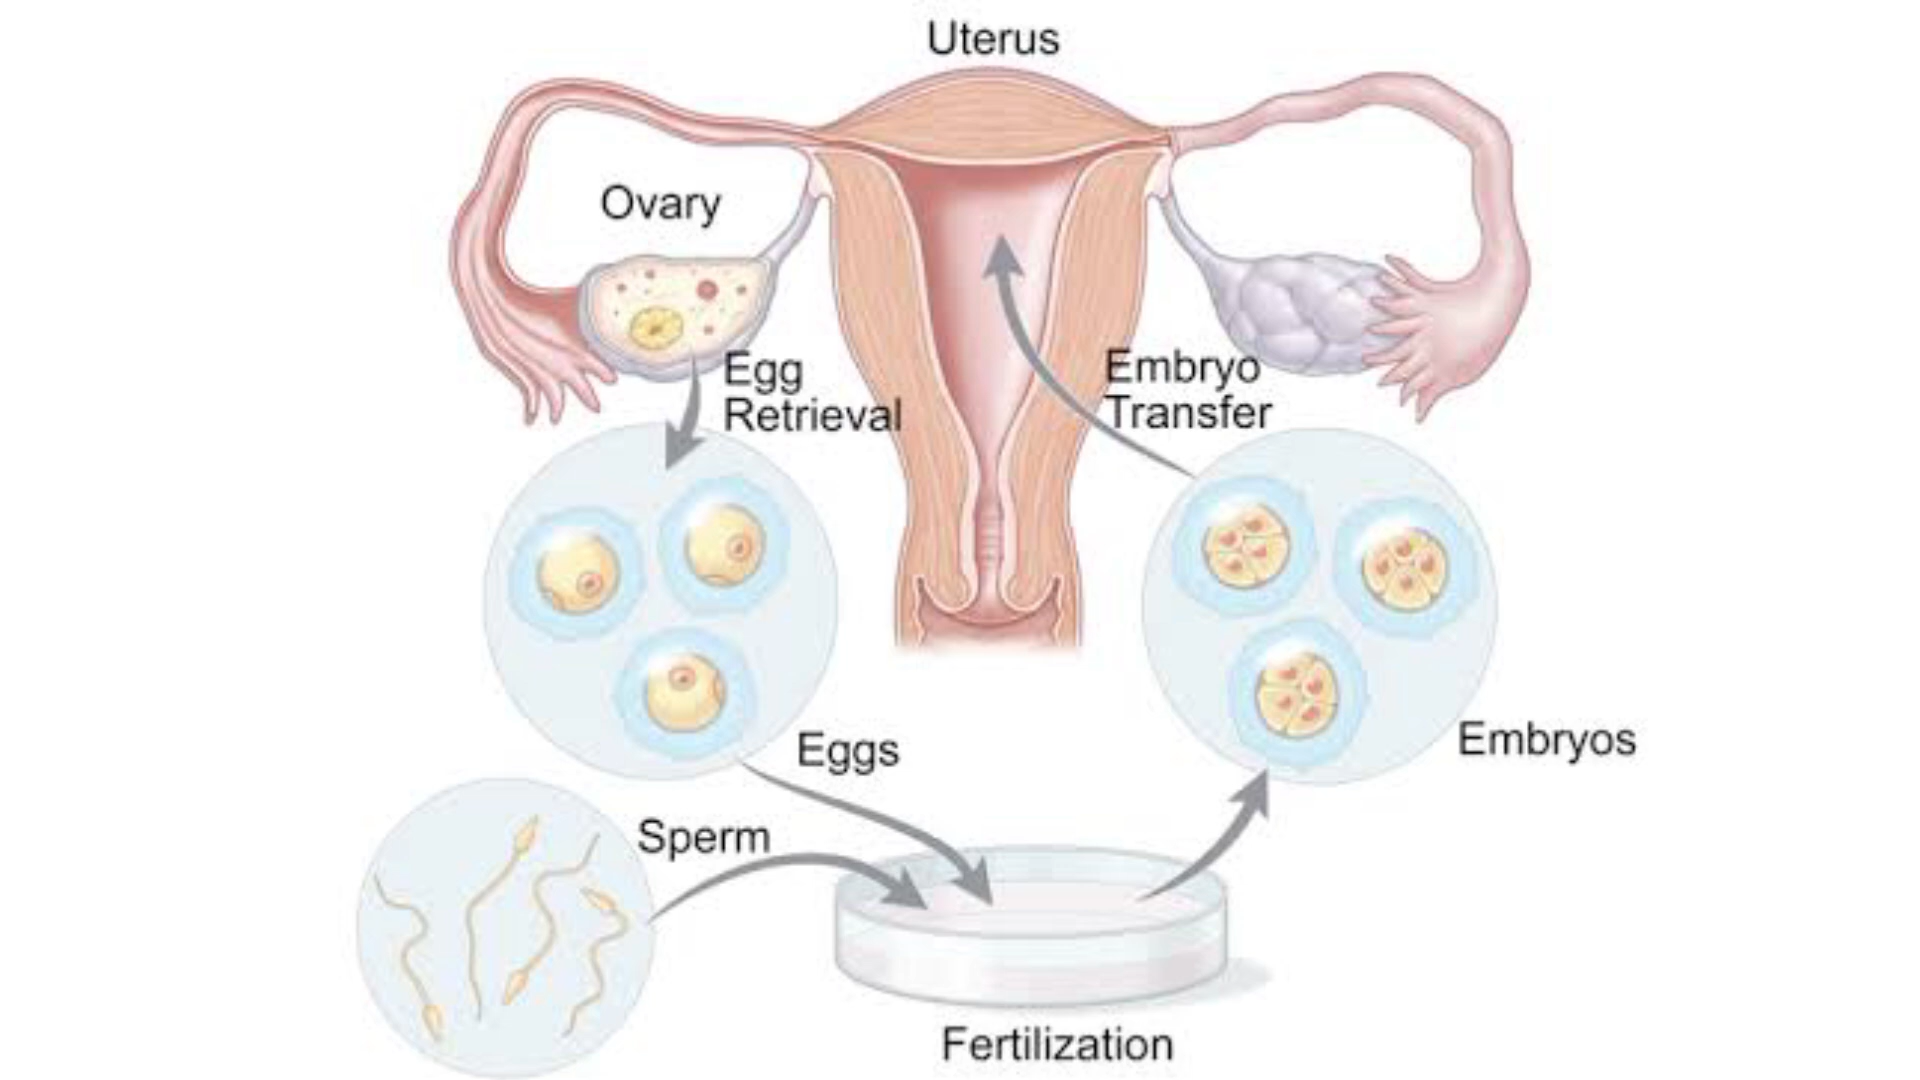 Uterus
Ovary
Egg
Retrieval
Embryo
Transfer
Eggs
Embryos
Sperm
Fertilization